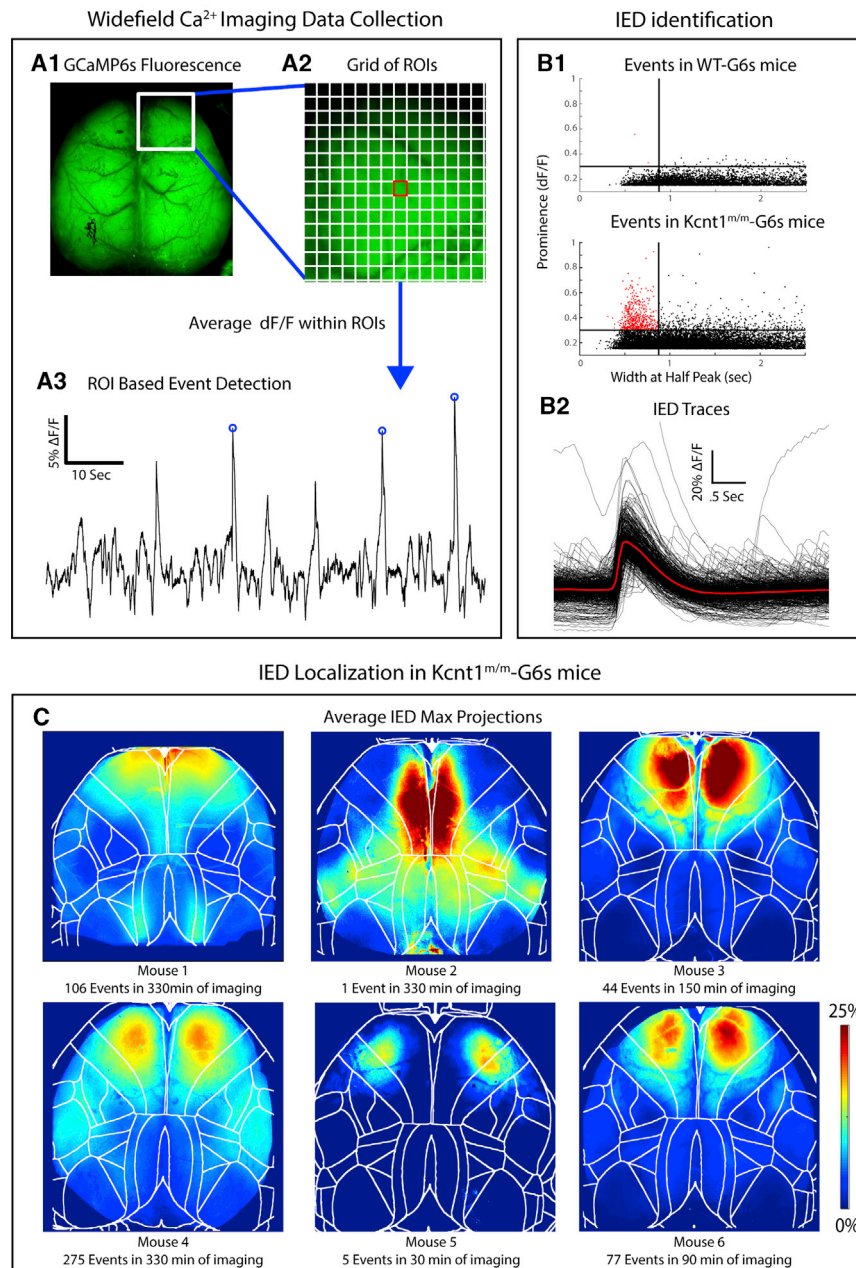 Widefield Ca²⁺ Imaging Data Collection
A1 GCaMP6s Fluorescence
A2 Grid of ROIs
Average dF/F within ROIs
A3 ROI Based Event Detection
5% ΔF/F
10 Sec
IED identification
B1
Events in WT-G6s mice
1
0.8
0.6
0.4
0.2
0
1
2
Prominence (dF/F)
Events in Kcnt1ᵐ/ᵐ-G6s mice
1
0.8
0.6
0.4
0.2
0
1
2
Width at Half Peak (sec)
B2
IED Traces
20% ΔF/F
.5 Sec
IED Localization in Kcnt1ᵐ/ᵐ-G6s mice
C
Average IED Max Projections
Mouse 1
106 Events in 330min of imaging
Mouse 2
1 Event in 330 min of imaging
Mouse 3
44 Events in 150 min of imaging
25%
0%
Mouse 4
275 Events in 330 min of imaging
Mouse 5
5 Events in 30 min of imaging
Mouse 6
77 Events in 90 min of imaging